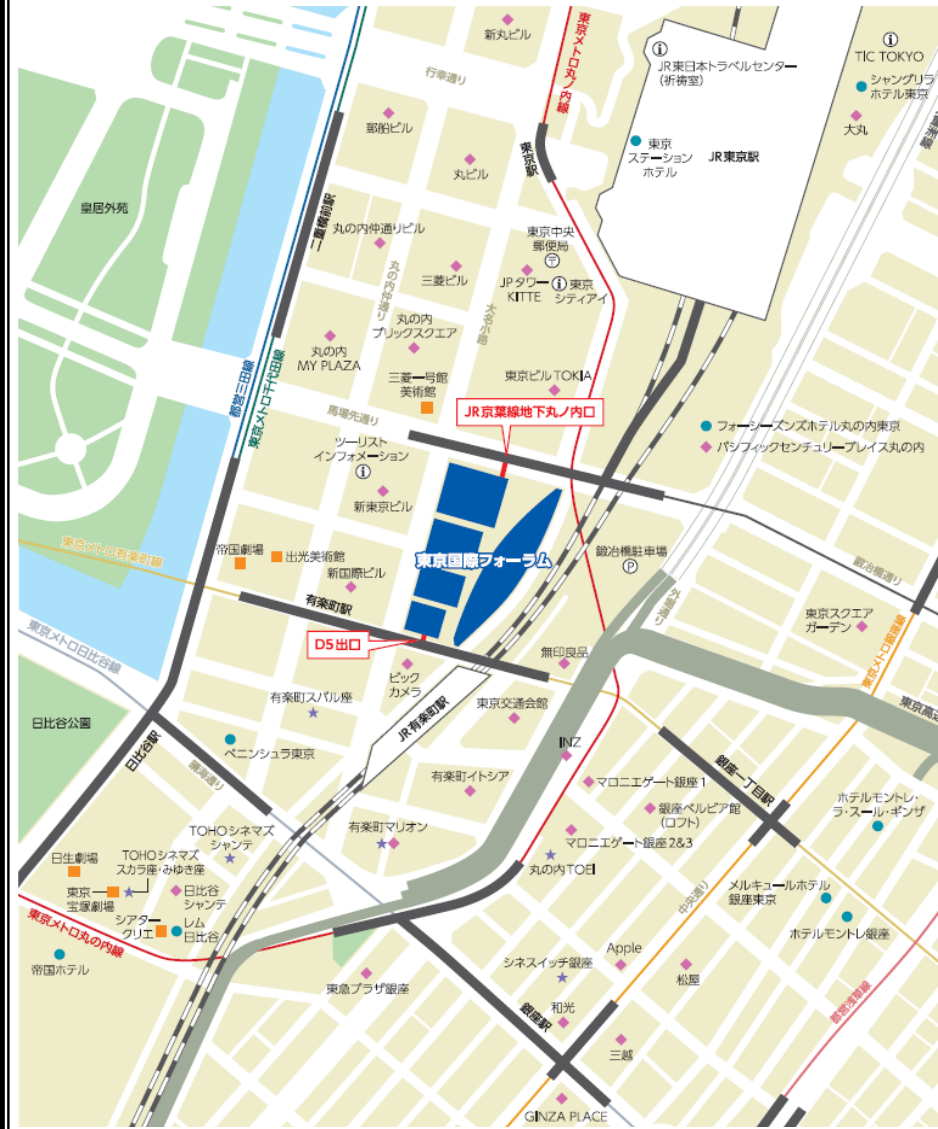 新丸ビル
東京メトロ丸ノ内線
JR東日本トラベルセンター
(祈祷室)
TIC TOKYO
シャングリラ
ホテル東京
大丸
行幸通り
郵船ビル
丸ビル
東京駅
東京
ステーション
ホテル
JR東京駅
皇居外苑
二重橋前駅
丸の内仲通りビル
丸の内仲通り
三菱ビル
大名小路
東京中央
郵便局
JPタワー
KITTE
東京
シティアイ
丸の内
ブリックスクエア
丸の内
MY PLAZA
三菱一号館
美術館
東京ビルTOKIA
都営三田線
東京メトロ千代田線
馬場先通り
JR京葉線地下丸ノ内口
フォーシーズンズホテル丸の内東京
パシフィックセンチュリープレイス丸の内
ツーリスト
インフォメーション
新東京ビル
東京国際フォーラム
鍛冶橋駐車場
P
外堀通り
鍛冶橋通り
東京メトロ有楽町線
帝国劇場
出光美術館
新国際ビル
有楽町駅
D5出口
東京スクエア
ガーデン
東京メトロ銀座線
東京メトロ日比谷線
無印良品
ビック
カメラ
有楽町スバル座
JR有楽町駅
東京交通会館
東京高速
日比谷公園
日比谷駅
ペニンシュラ東京
晴海通り
INZ
有楽町イトシア
マロニエゲート銀座1
銀座ベルビア館
(ロフト)
マロニエゲート銀座2&3
銀座一丁目駅
ホテルモントレ・
ラ・スール・ギンザ
TOHOシネマズ
シャンテ
有楽町マリオン
丸の内TOEI
日生劇場
TOHOシネマズ
スカラ座・みゆき座
東京
宝塚劇場
日比谷
シャンテ
シアター
クリエ
レム
日比谷
東京メトロ丸の内線
帝国ホテル
中央通り
メルキュールホテル
銀座東京
ホテルモントレ銀座
東急プラザ銀座
シネスイッチ銀座
Apple
松屋
和光
銀座駅
三越
都営浅草線
GINZA PLACE